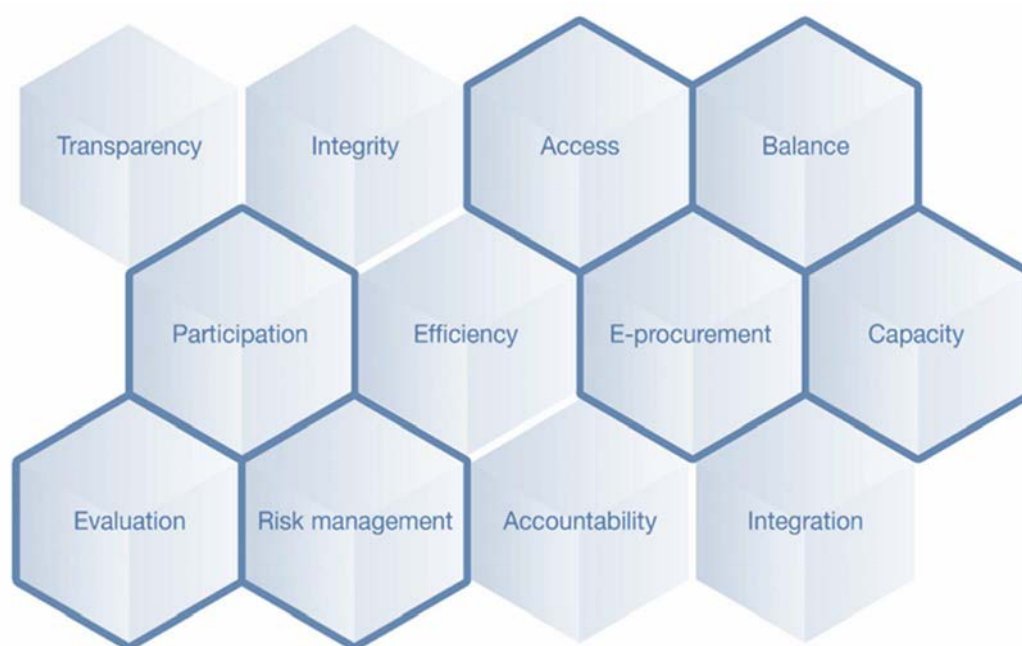 Transparency
Integrity
Access
Balance
Participation
Efficiency
E-procurement
Capacity
Evaluation
Risk management
Accountability
Integration